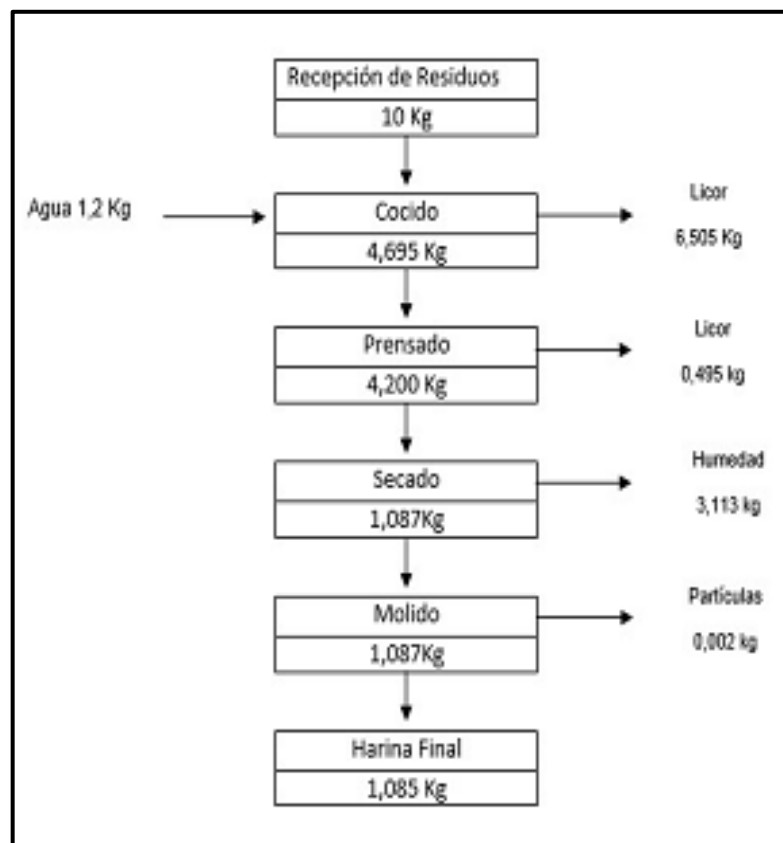 Recepción de Residuos
10 Kg
Agua 1,2 Kg
Cocido
4,695 Kg
Licor
6,505 Kg
Prensado
4,200 Kg
Licor
0,495 kg
Secado
1,087Kg
Humedad
3,113 kg
Molido
1,087Kg
Partículas
0,002 kg
Harina Final
1,085 Kg